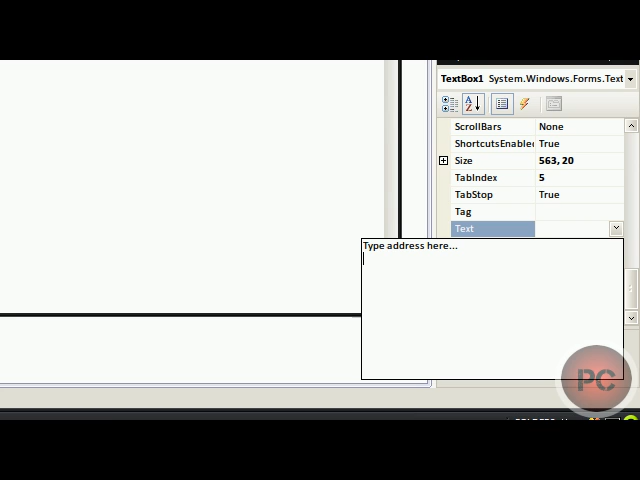 TextBox1 System.Windows.Forms.Text
ScrollBars None
ShortcutsEnabled True
Size 563, 20
TabIndex 5
TabStop True
Tag
Text
Type address here...
PC